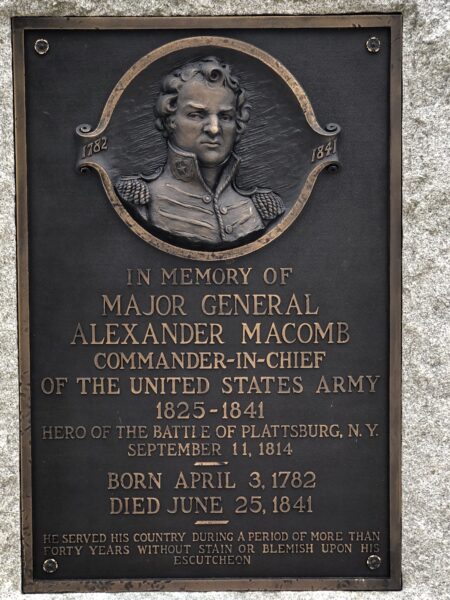 1782 1841
IN MEMORY OF
MAJOR GENERAL
ALEXANDER MACOMB
COMMANDER-IN-CHIEF
OF THE UNITED STATES ARMY
1825-1841
HERO OF THE BATTLE OF PLATTSBURG, N.Y.
SEPTEMBER 11, 1814
BORN APRIL 3, 1782
DIED JUNE 25, 1841
HE SERVED HIS COUNTRY DURING A PERIOD OF MORE THAN
FORTY YEARS WITHOUT STAIN OR BLEMISH UPON HIS
ESCUTCHEON